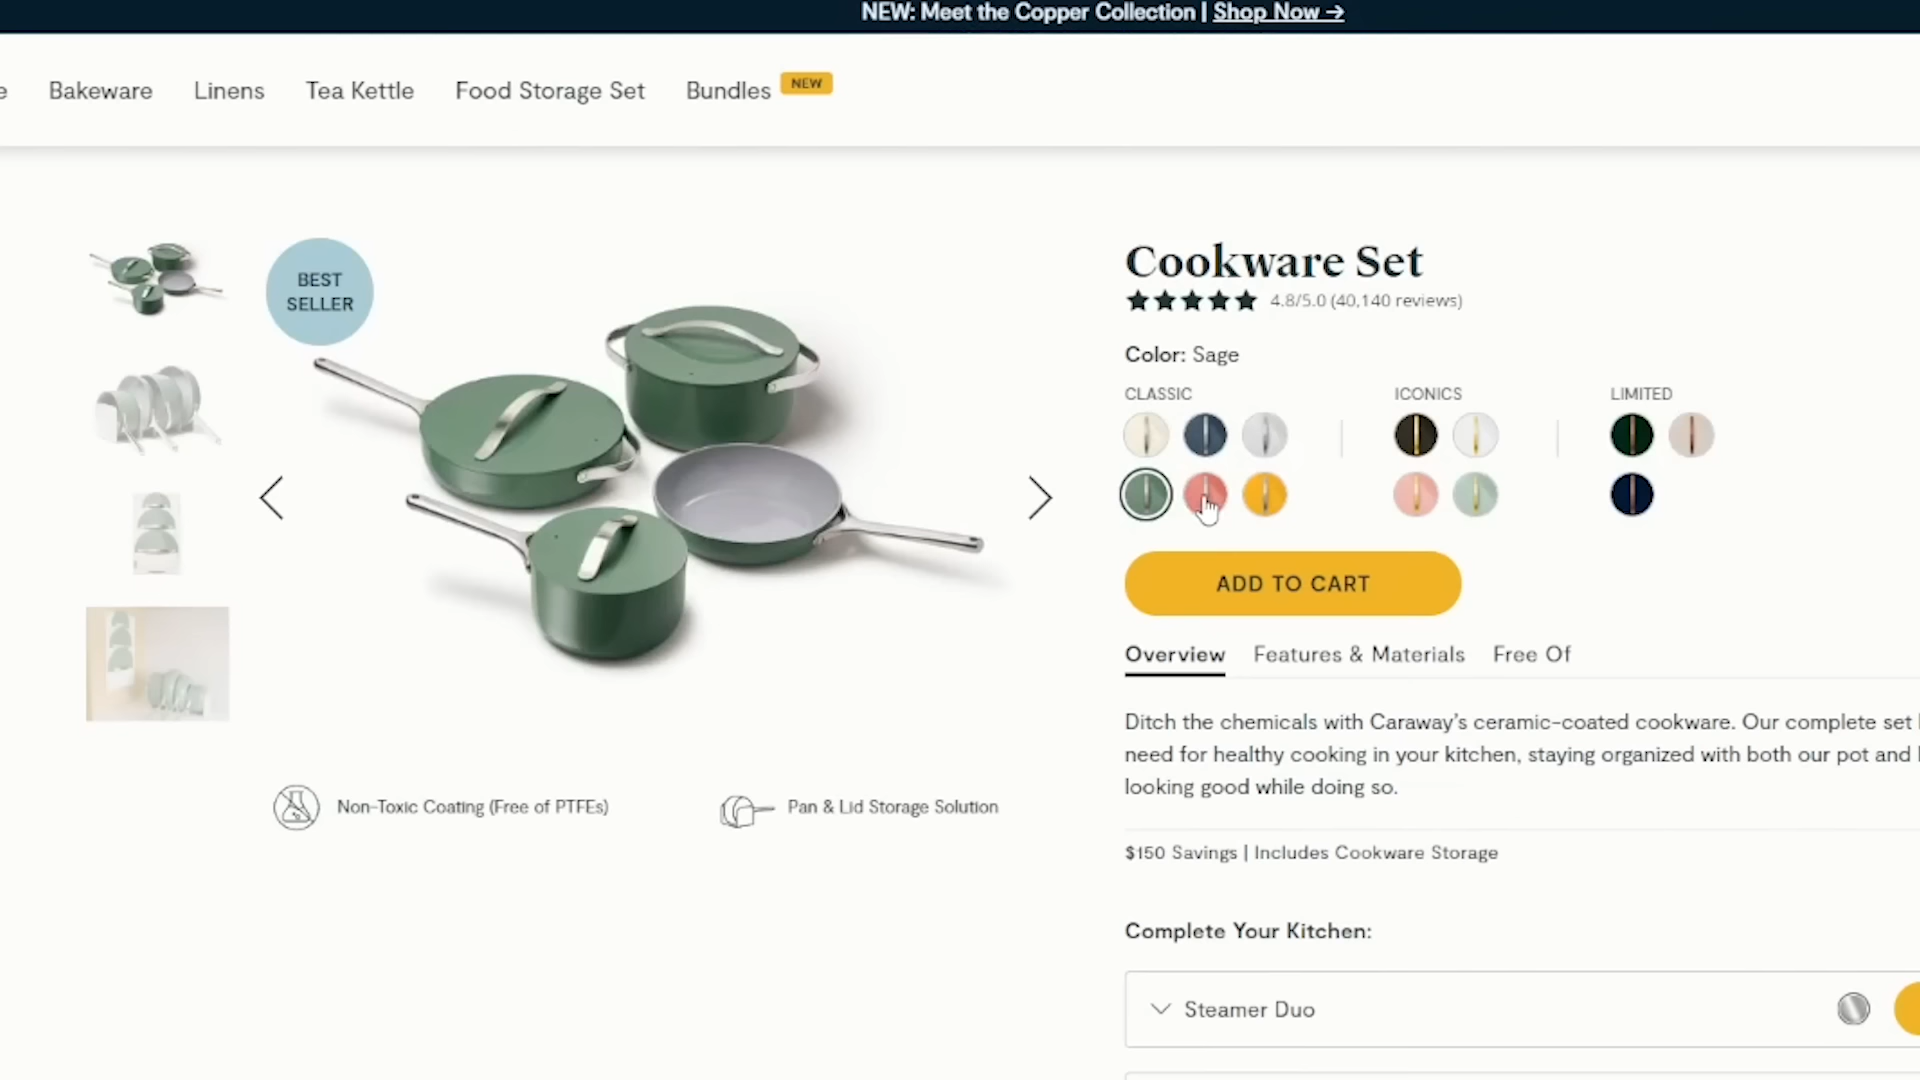 NEW: Meet the Copper Collection | Shop Now →
e Bakeware Linens Tea Kettle Food Storage Set Bundles NEW
BEST
SELLER
Cookware Set
4.8/5.0 (40,140 reviews)
Color: Sage
CLASSIC ICONICS LIMITED
ADD TO CART
Overview Features & Materials Free Of
Ditch the chemicals with Caraway's ceramic-coated cookware. Our complete set
need for healthy cooking in your kitchen, staying organized with both our pot and
looking good while doing so.
Non-Toxic Coating (Free of PTFEs) Pan & Lid Storage Solution
$150 Savings | Includes Cookware Storage
Complete Your Kitchen:
Steamer Duo